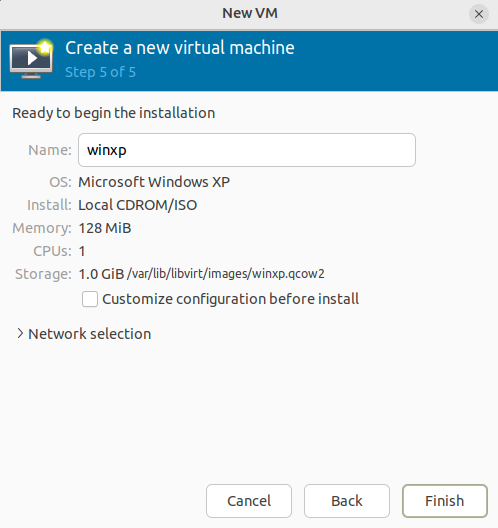 New VM
Create a new virtual machine
Step 5 of 5
Ready to begin the installation
Name: winxp
OS: Microsoft Windows XP
Install: Local CDROM/ISO
Memory: 128 MiB
CPUs: 1
Storage: 1.0 GiB /var/lib/libvirt/images/winxp.qcow2
Customize configuration before install
Network selection
Cancel Back Finish